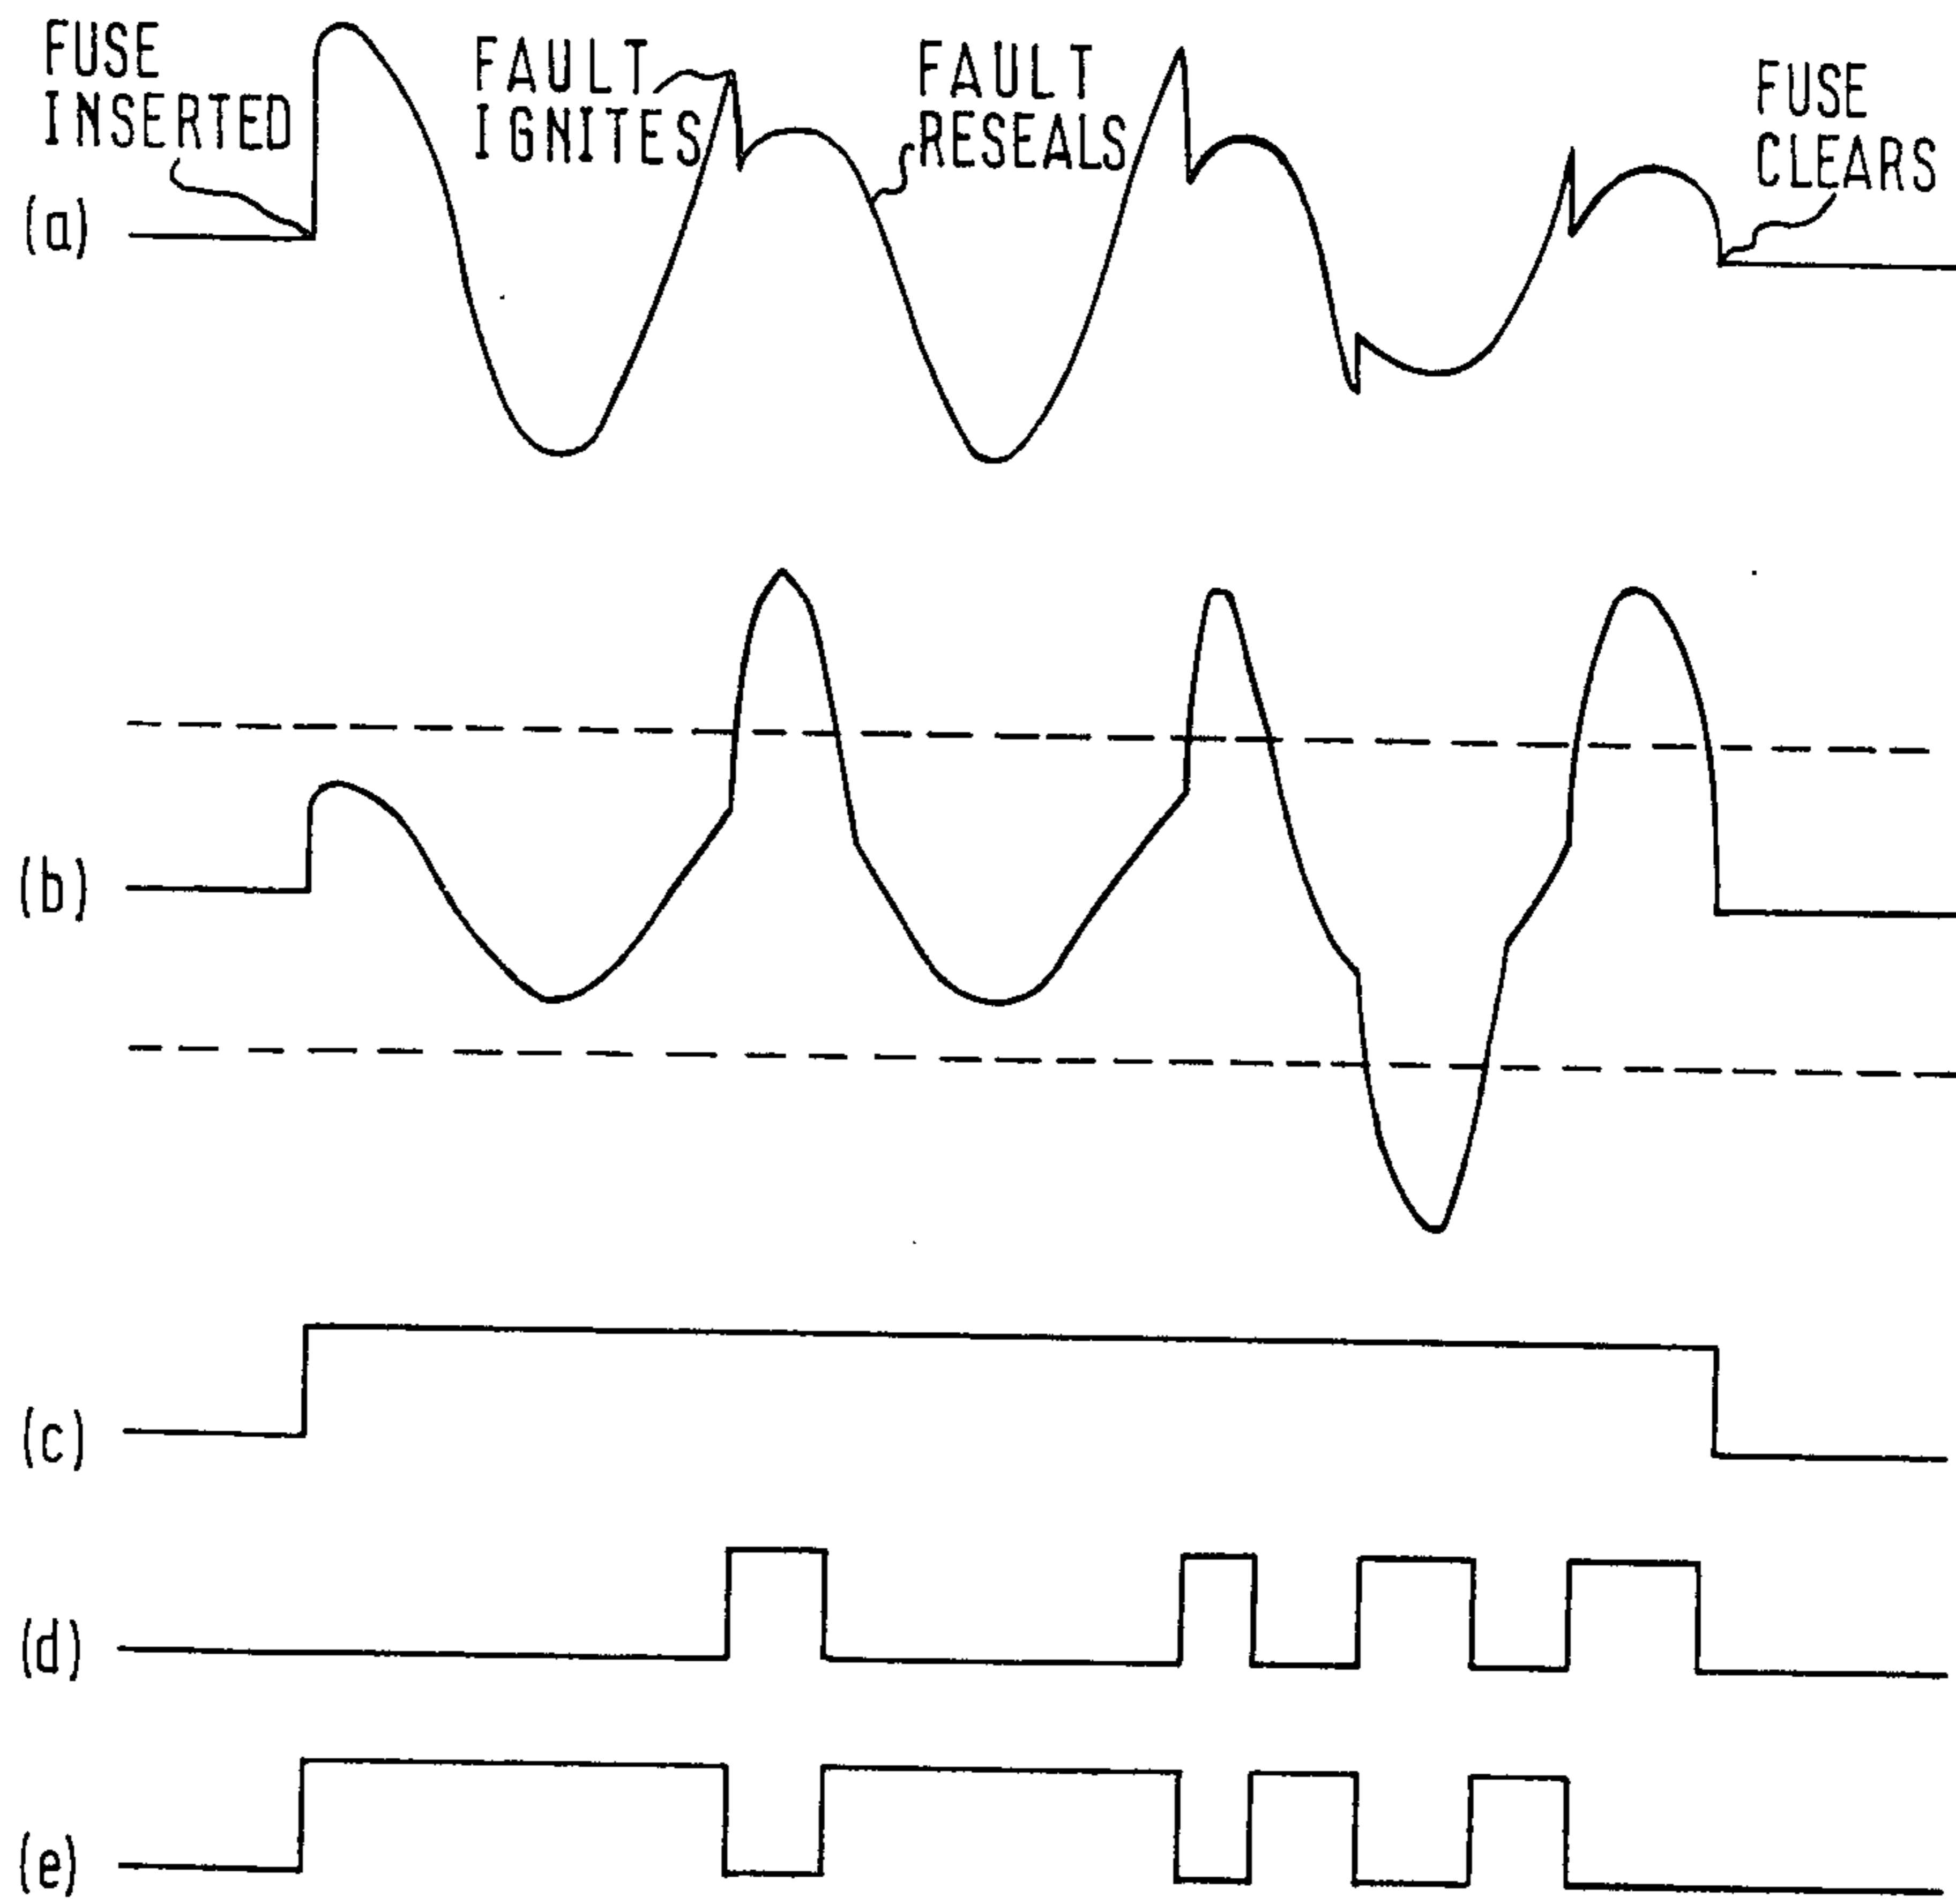 FUSE
INSERTED
FAULT
IGNITES
FAULT
RESEALS
FUSE
CLEARS
(a)
(b)
(c)
(d)
(e)